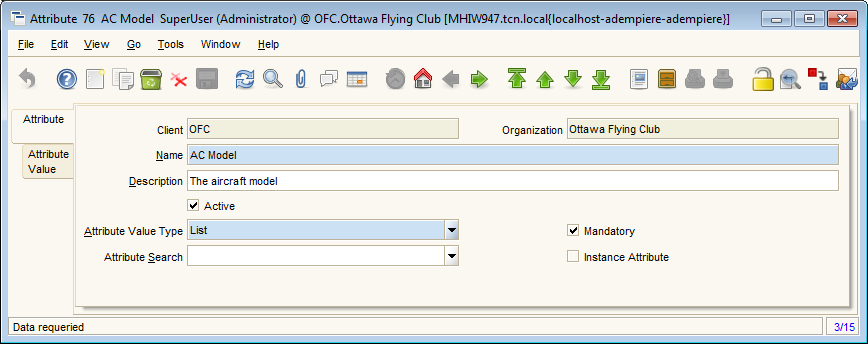 Attribute 76 AC Model SuperUser (Administrator) @ OFC.Ottawa Flying Club [MHIW947.tcn.local{localhost-adempiere-adempiere}]
File Edit View Go Tools Window Help
Attribute
Attribute Value
Client OFC Organization Ottawa Flying Club
Name AC Model
Description The aircraft model
Active
Attribute Value Type List Mandatory
Attribute Search Instance Attribute
Data requeried 3/15